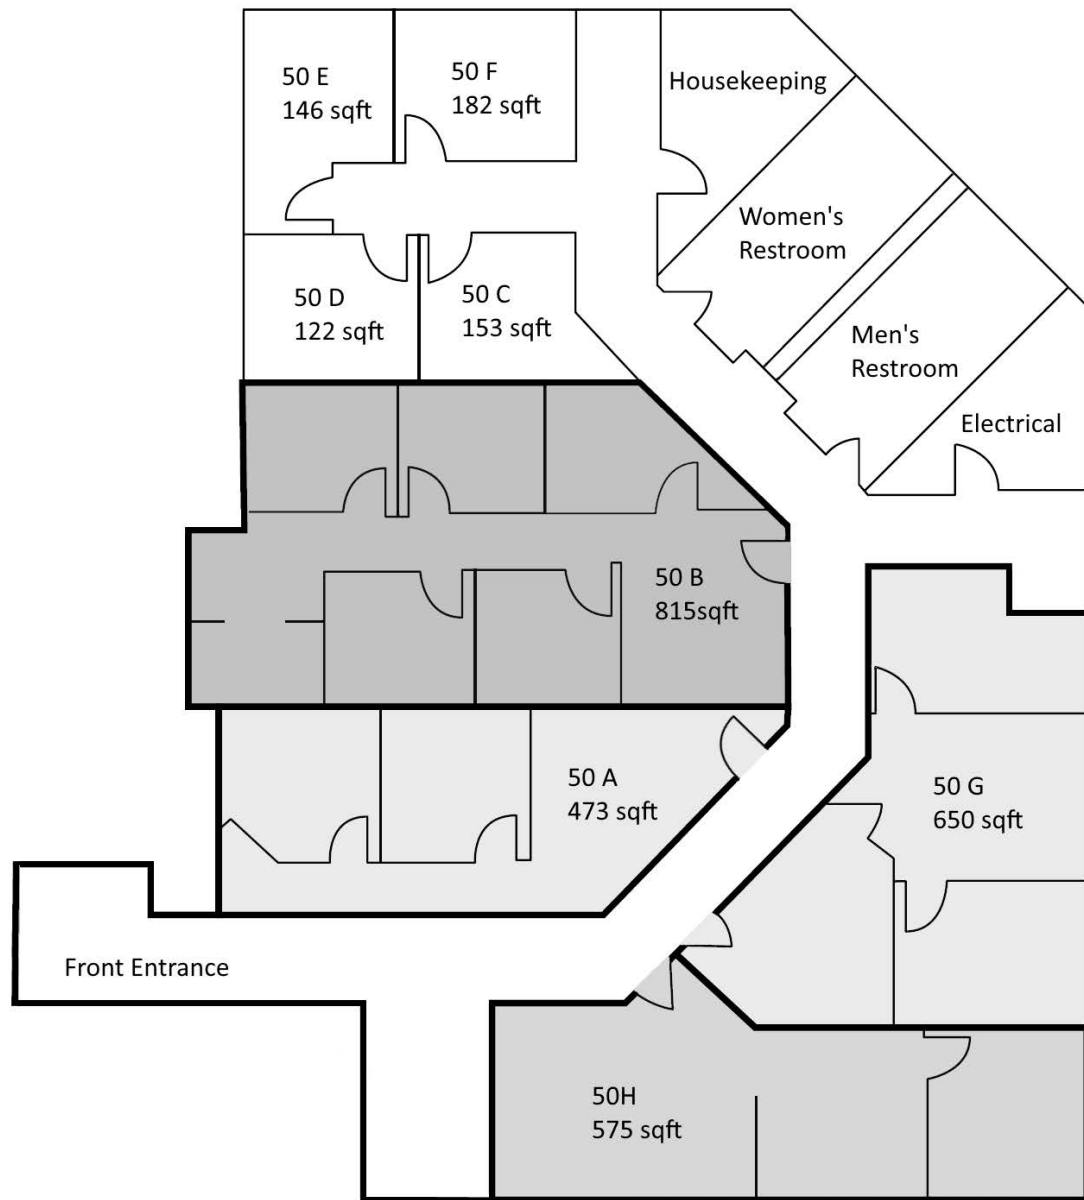 50 E
146 sqft
50 F
182 sqft
Housekeeping
Women's
Restroom
50 D
122 sqft
50 C
153 sqft
Men's
Restroom
Electrical
50 B
815sqft
50 A
473 sqft
50 G
650 sqft
Front Entrance
50H
575 sqft